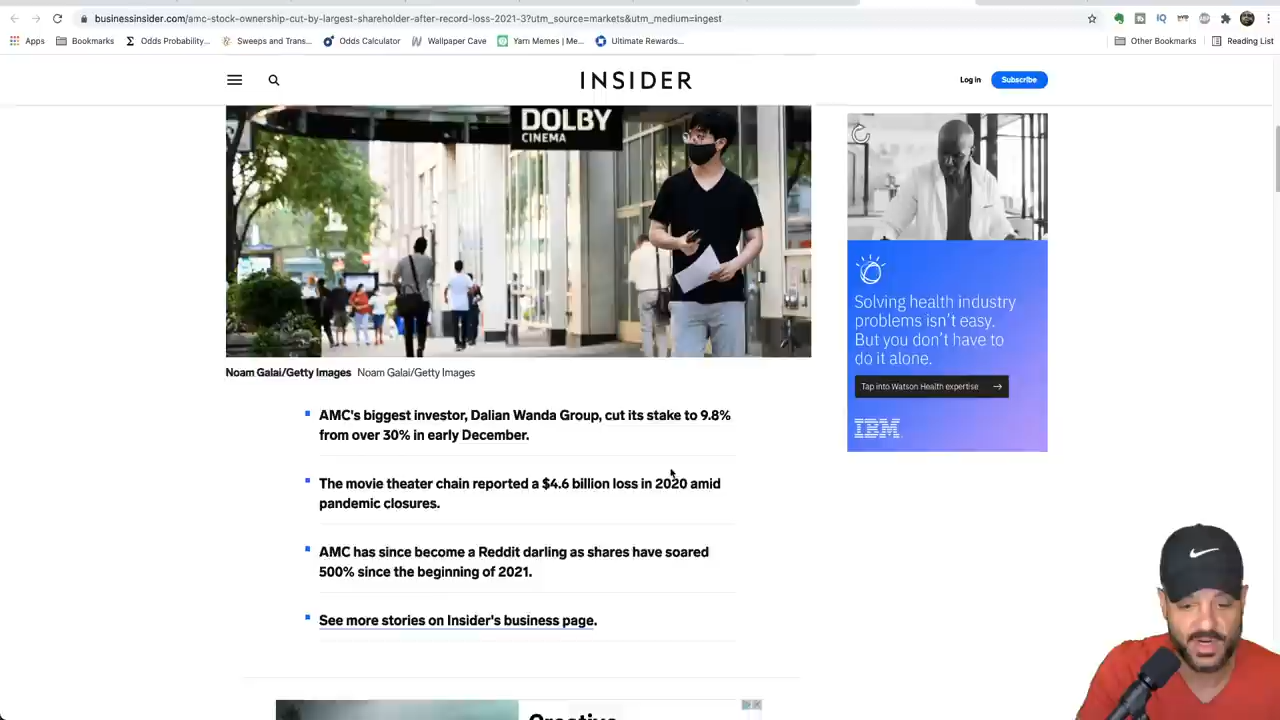 businessinsider.com/amc-stock-ownership-cut-by-largest-shareholder-after-record-loss-2021-3?utm_source=markets&utm_medium=ingest
Apps Bookmarks Odds Probability... Sweeps and Trans... Odds Calculator Wallpaper Cave Yarn Memes | Me... Ultimate Rewards... Other Bookmarks Reading List
INSIDER
Log in
Subscribe
DOLBY
CINEMA
Noam Galai/Getty Images Noam Galai/Getty Images
AMC's biggest investor, Dalian Wanda Group, cut its stake to 9.8%
from over 30% in early December.
The movie theater chain reported a $4.6 billion loss in 2020 amid
pandemic closures.
AMC has since become a Reddit darling as shares have soared
500% since the beginning of 2021.
See more stories on Insider's business page.
Solving health industry
problems isn't easy.
But you don't have to
do it alone.
Tap into Watson Health expertise →
IBM
Creative